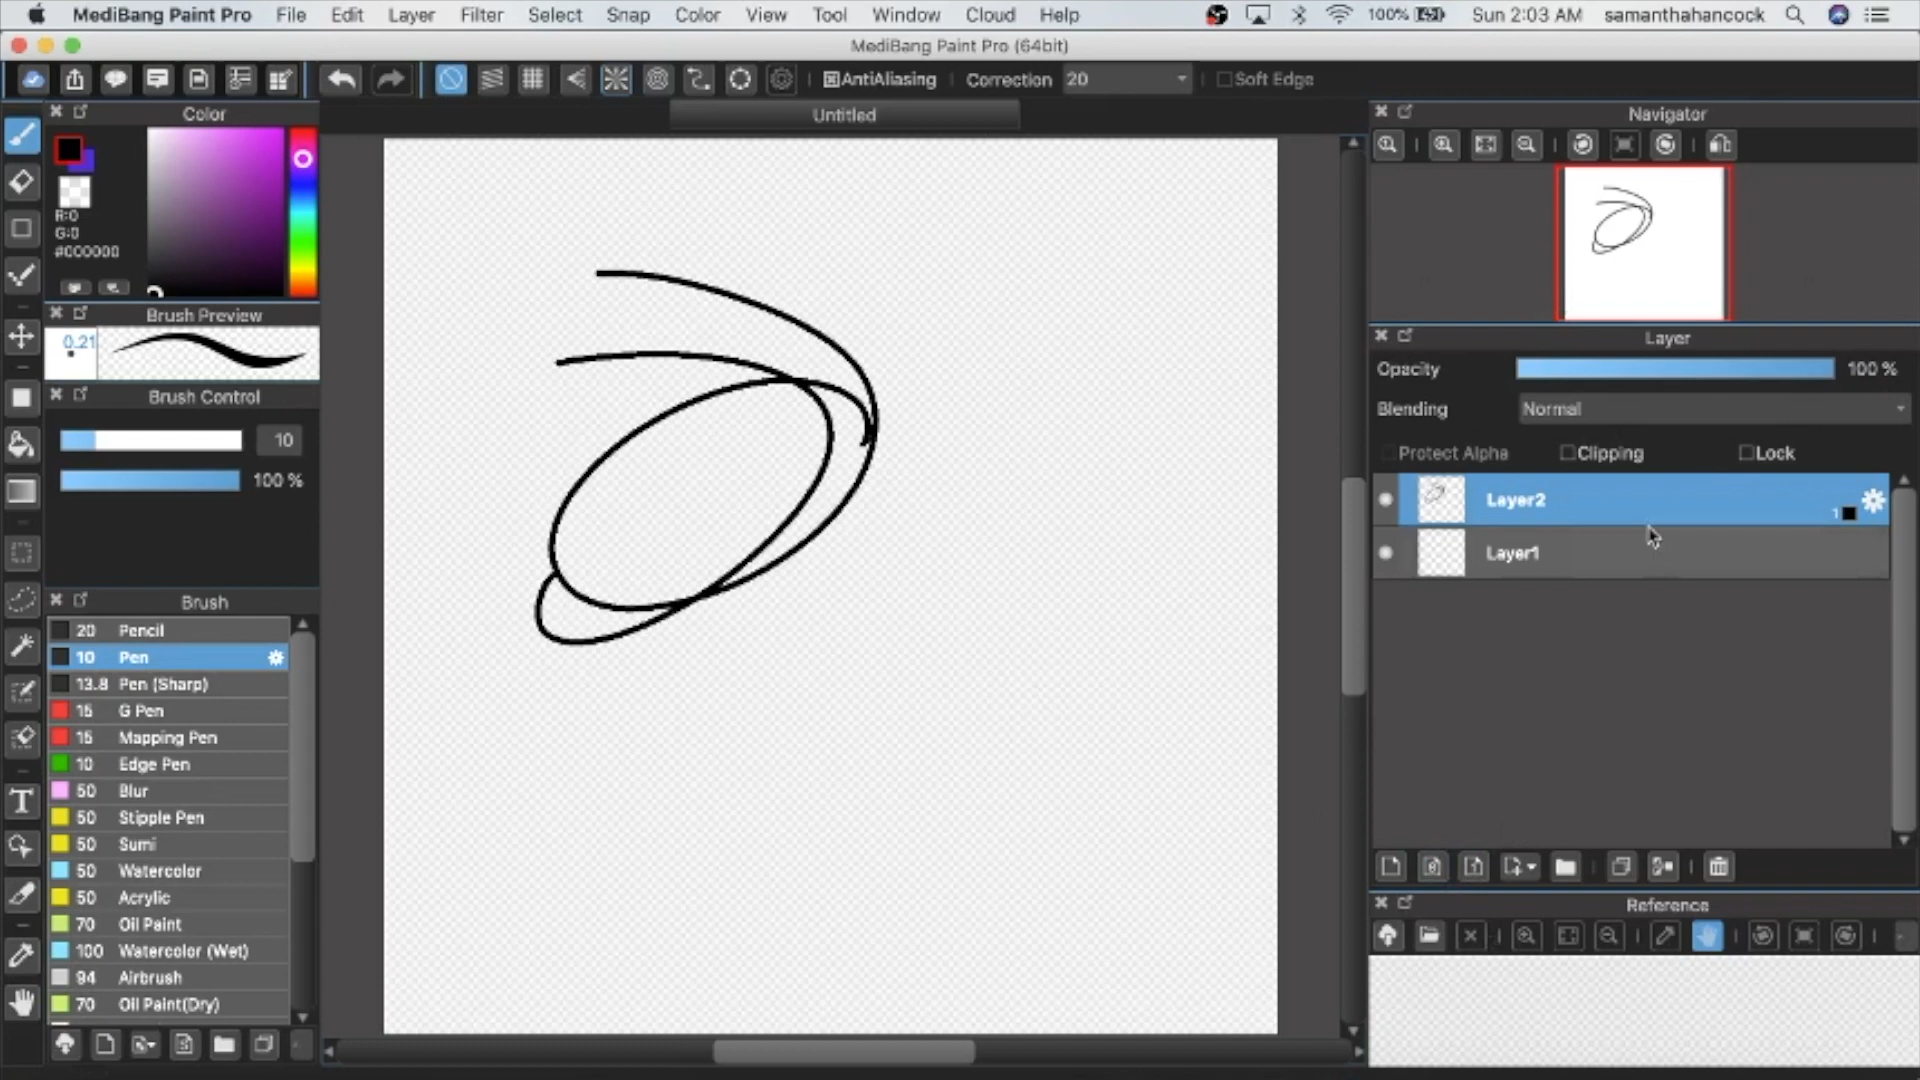 MediBang Paint Pro File Edit Layer Filter Select Snap Color View Tool Window Cloud Help 100% Sun 2:03 AM samanthahancock
MediBang Paint Pro (64bit)
AntiAliasing Correction 20 Soft Edge
Color
R:0
G:0
#000000
Brush Preview
0.21
Brush Control
10
100 %
Brush
20 Pencil
10 Pen
13.8 Pen (Sharp)
15 G Pen
15 Mapping Pen
10 Edge Pen
50 Blur
50 Stipple Pen
50 Sumi
50 Watercolor
50 Acrylic
70 Oil Paint
100 Watercolor (Wet)
94 Airbrush
70 Oil Paint(Dry)
Untitled
Navigator
Layer
Opacity 100 %
Blending Normal
Protect Alpha Clipping Lock
Layer2
1
Layer1
Reference